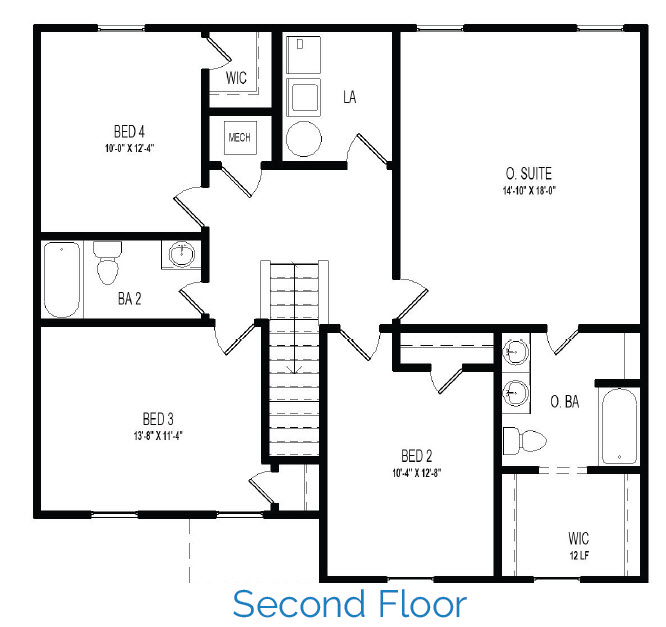 WIC
LA
BED 4
10'-0" X 12'-4"
MECH
O. SUITE
14'-10" X 18'-0"
BA 2
BED 3
13'-8" X 11'-4"
O. BA
BED 2
10'-4" X 12'-8"
WIC
12 LF
Second Floor